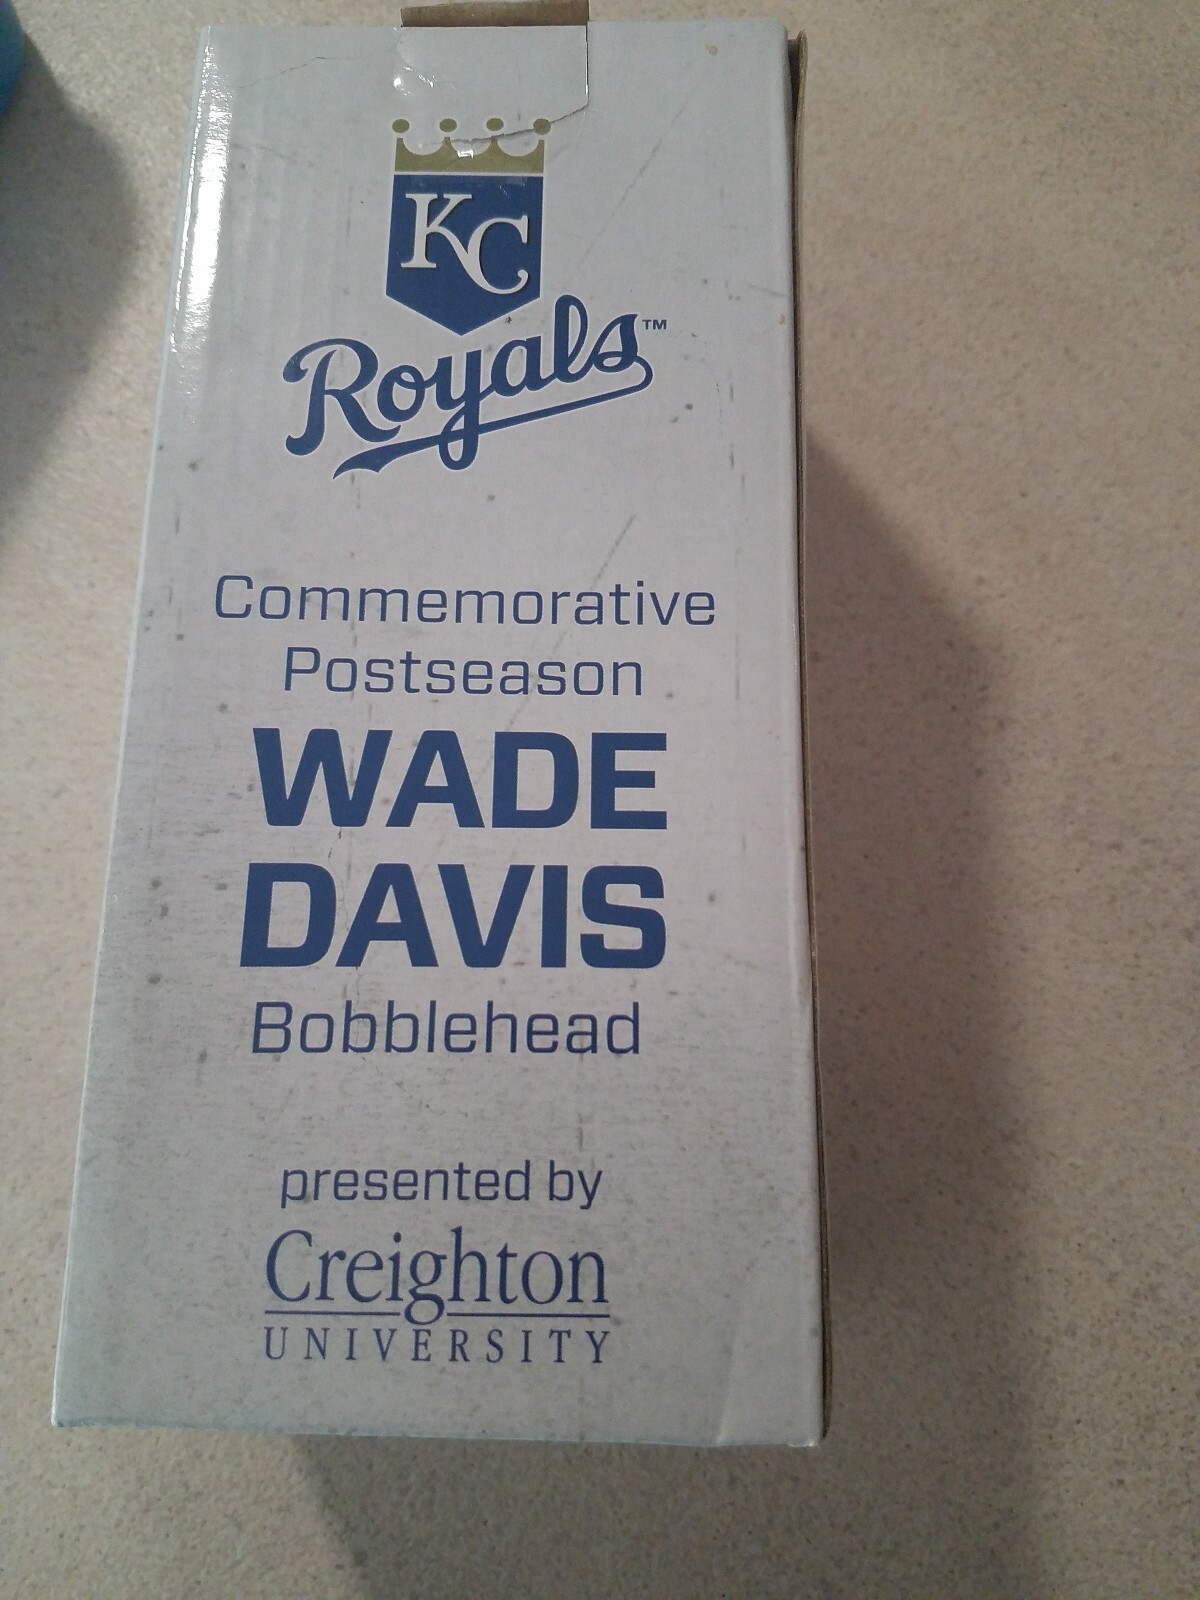 KC
Royals™
Commemorative
Postseason
WADE
DAVIS
Bobblehead
presented by
Creighton
UNIVERSITY